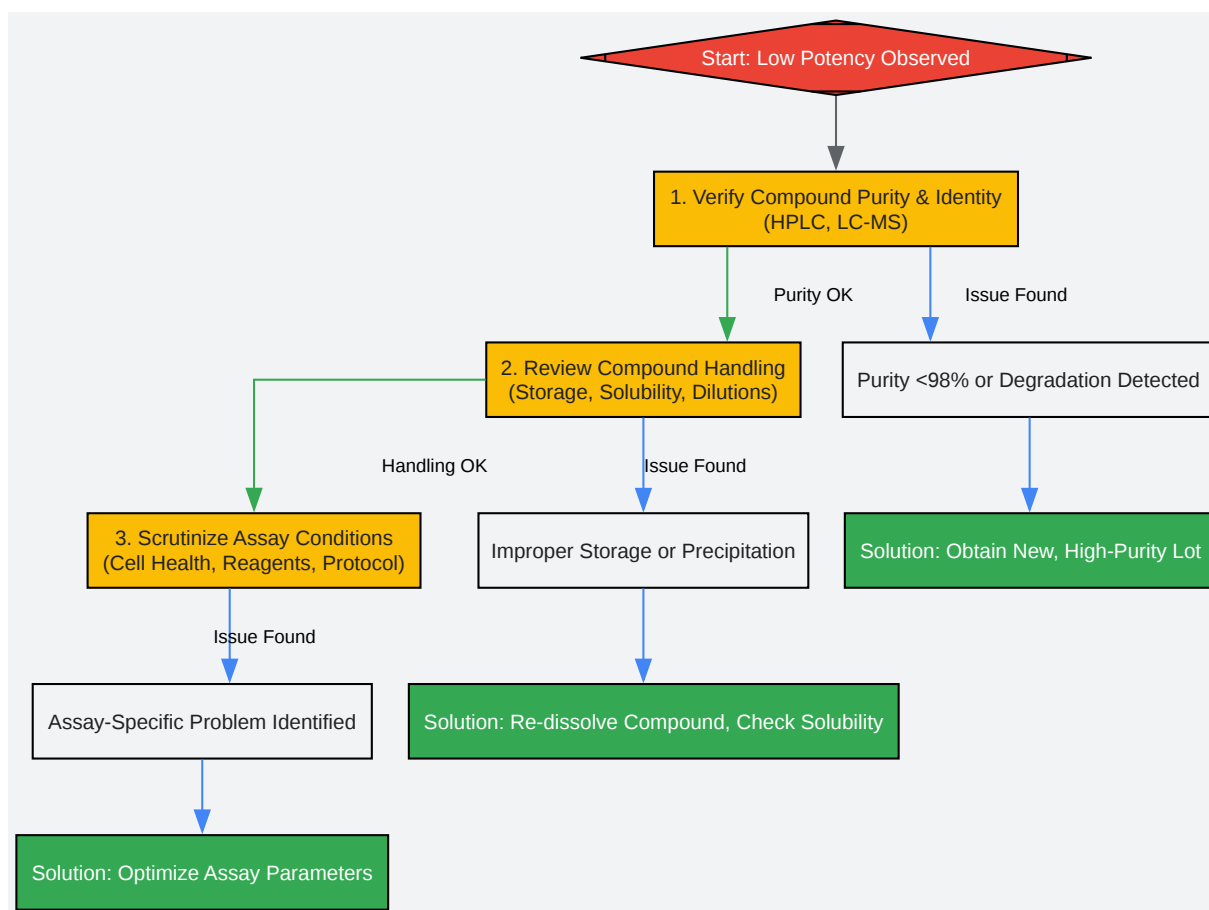 Start: Low Potency Observed
1. Verify Compound Purity & Identity
(HPLC, LC-MS)
Purity OK
Issue Found
2. Review Compound Handling
(Storage, Solubility, Dilutions)
Purity <98% or Degradation Detected
Handling OK
Issue Found
3. Scrutinize Assay Conditions
(Cell Health, Reagents, Protocol)
Improper Storage or Precipitation
Solution: Obtain New, High-Purity Lot
Issue Found
Assay-Specific Problem Identified
Solution: Re-dissolve Compound, Check Solubility
Solution: Optimize Assay Parameters